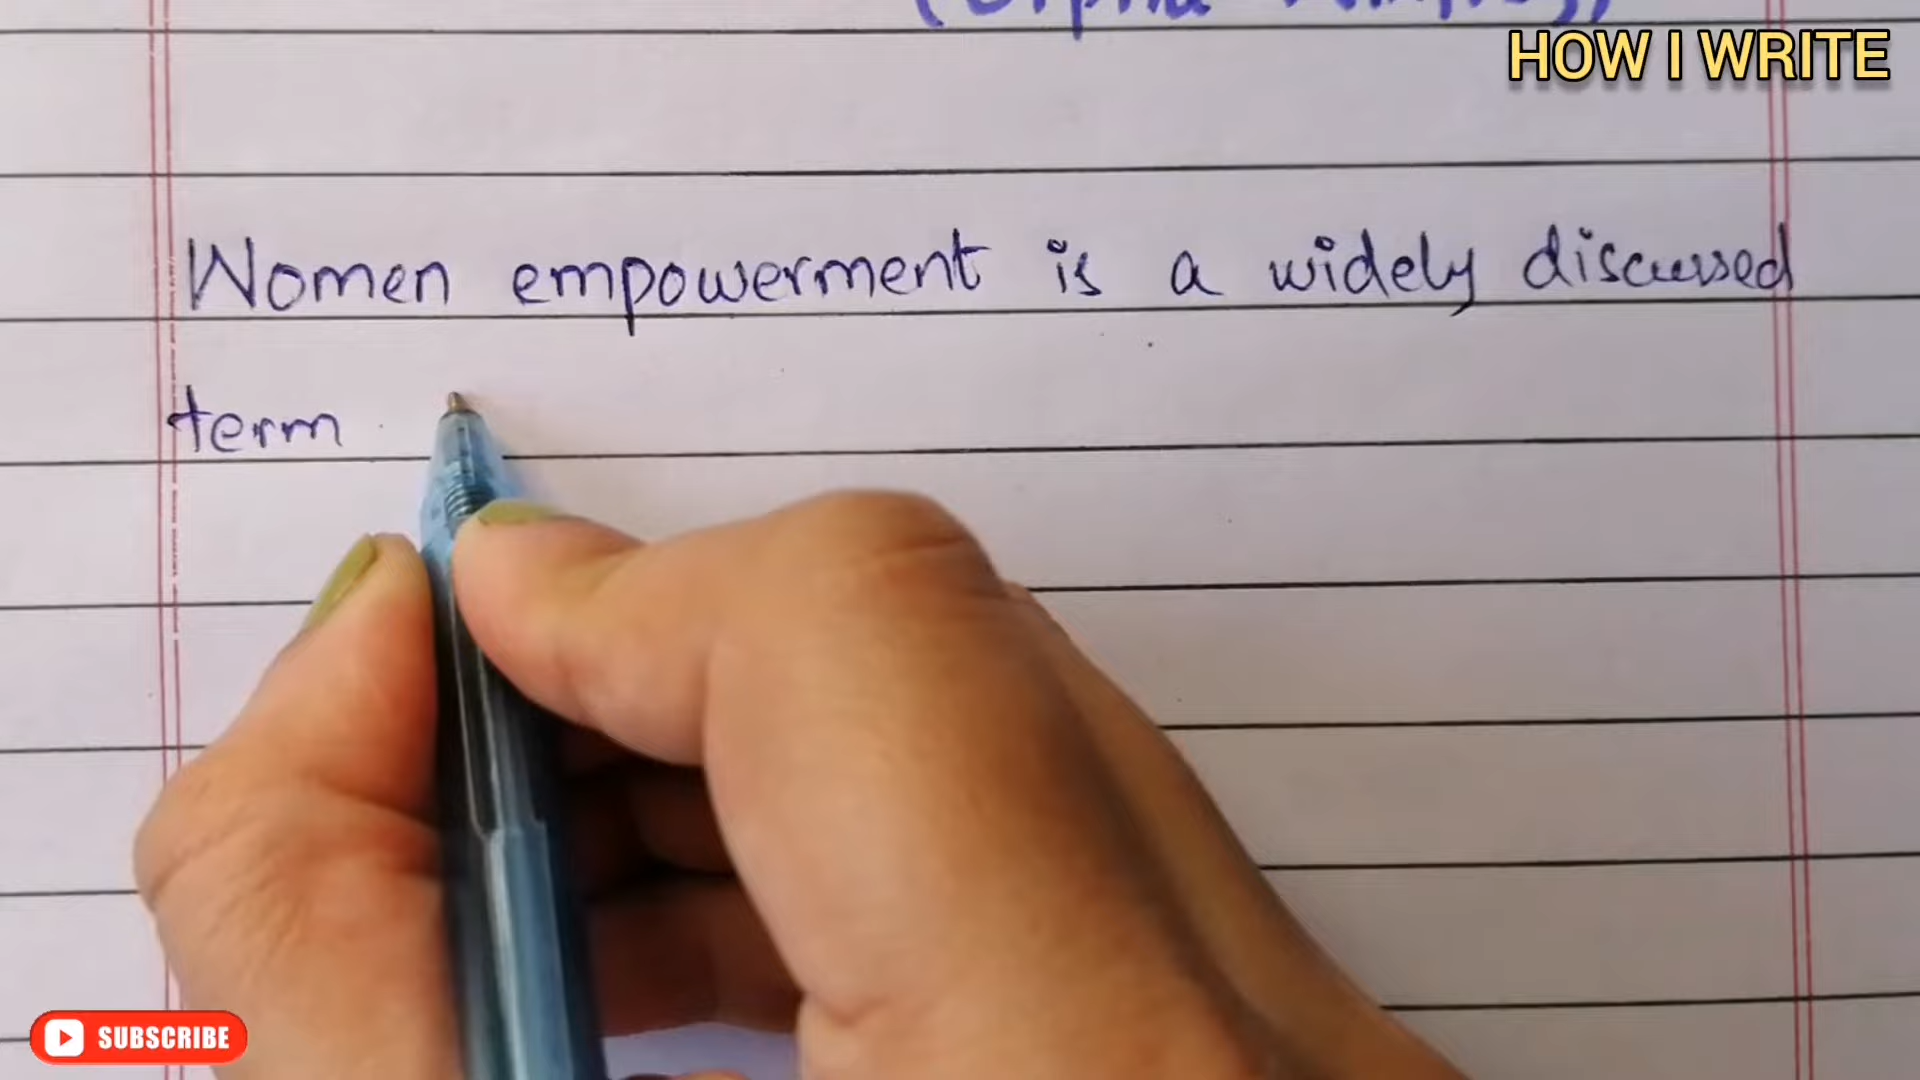 HOW I WRITE
Women empowerment is a widely discussed
term
SUBSCRIBE